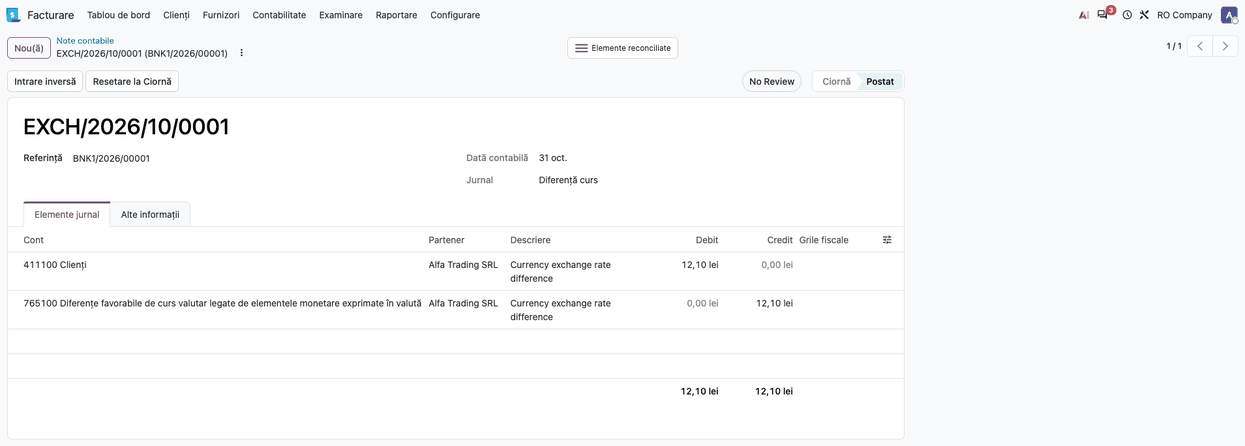 Facturare Tablou de bord Clienți Furnizori Contabilitate Examinare Raportare Configurare AI 3 RO Company A
Nou(ă) Note contabile
EXCH/2026/10/0001 (BNK1/2026/00001) Elemente reconciliate 1 / 1
Intrare inversă Resetare la Ciornă No Review Ciornă Postat
EXCH/2026/10/0001
Referință BNK1/2026/00001 Dată contabilă 31 oct.
Jurnal Diferență curs
Elemente jurnal Alte informații
Cont Partener Descriere Debit Credit Grile fiscale
411100 Clienți Alfa Trading SRL Currency exchange rate 12,10 lei 0,00 lei
difference
765100 Diferențe favorabile de curs valutar legate de elementele monetare exprimate în valută Alfa Trading SRL Currency exchange rate 0,00 lei 12,10 lei
difference
12,10 lei 12,10 lei